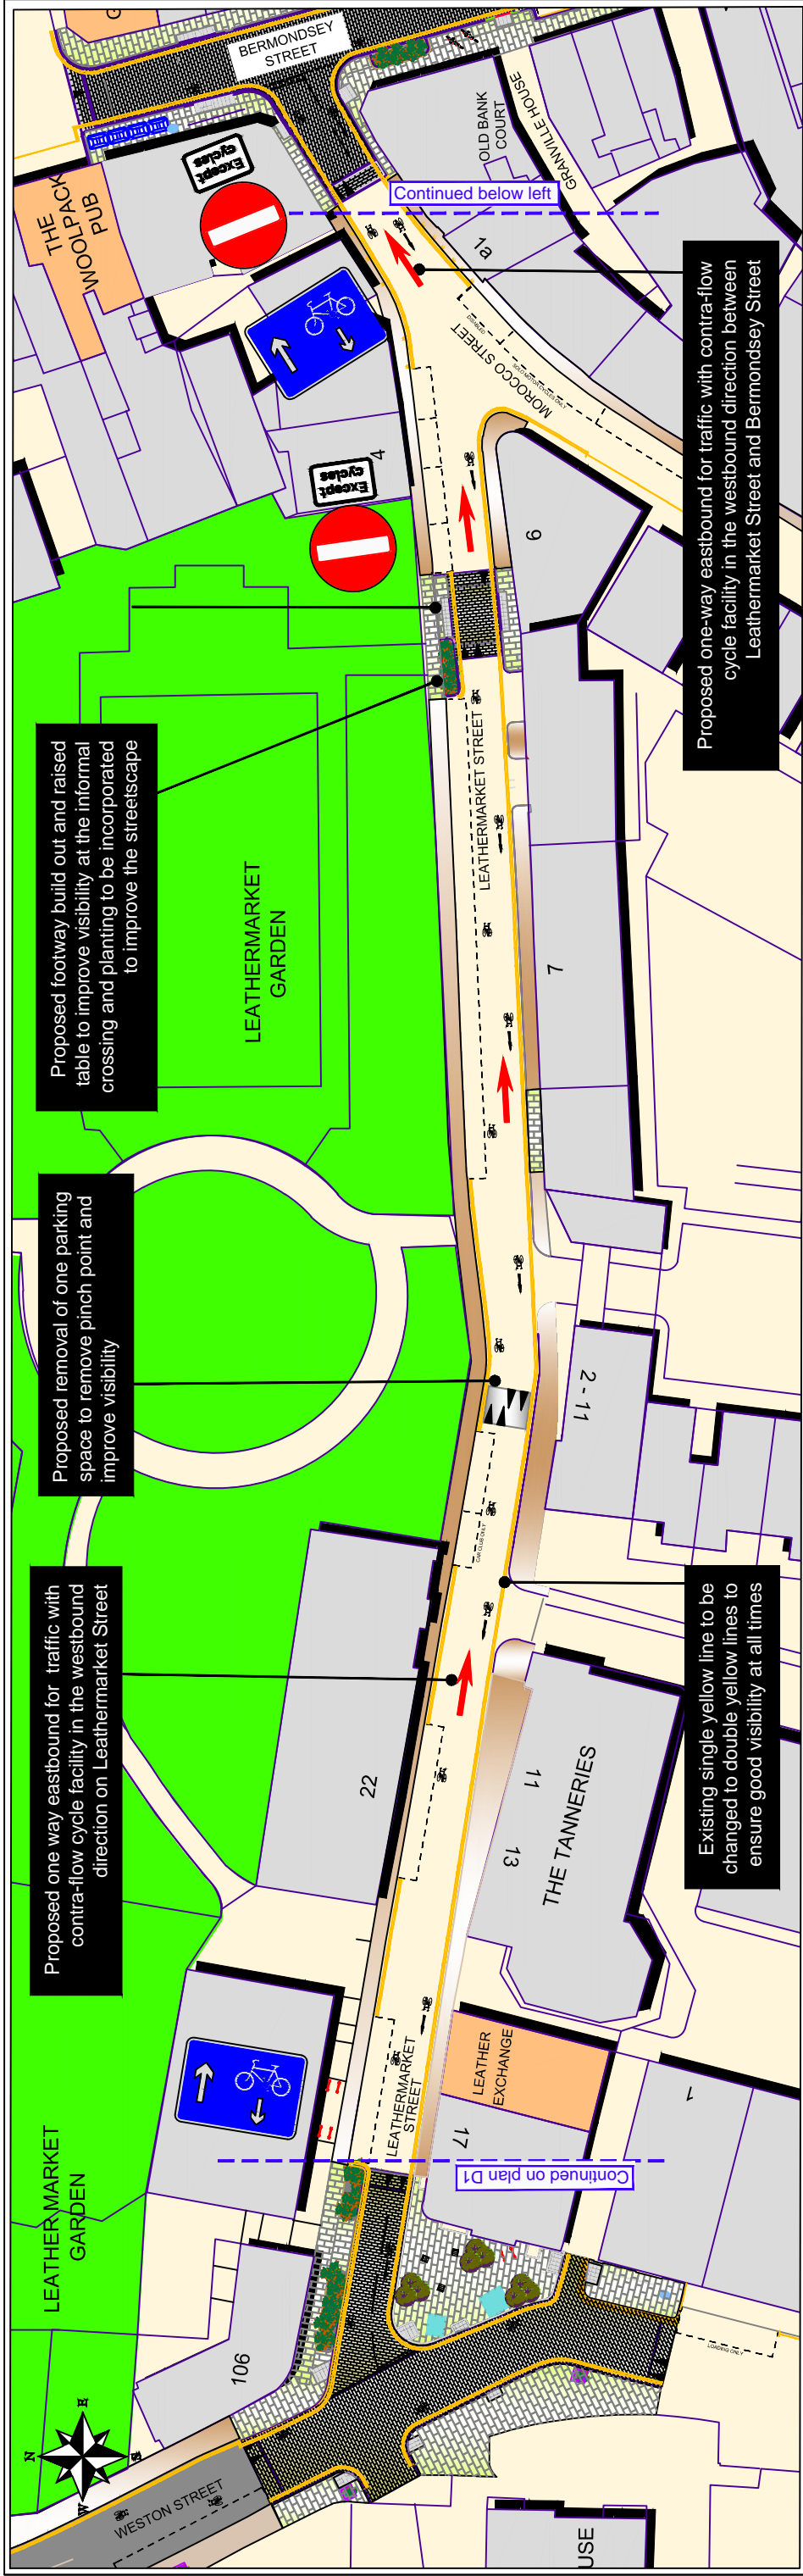 BERMONDSEY
STREET
THE
WOOLPACK
PUB
Except
cycles
OLD BANK
COURT
GRANVILLE HOUSE
Continued below left
1a
MOROCCO STREET
4
Except
cycles
9
Proposed one-way eastbound for traffic with contra-flow
cycle facility in the westbound direction between
Leathermarket Street and Bermondsey Street
Proposed footway build out and raised
table to improve visibility at the informal
crossing and planting to be incorporated
to improve the streetscape
LEATHERMARKET
GARDEN
LEATHERMARKET STREET
7
Proposed removal of one parking
space to remove pinch point and
improve visibility
2 - 11
CAR CLUB ONLY
Proposed one way eastbound for traffic with
contra-flow cycle facility in the westbound
direction on Leathermarket Street
22
11
13
THE TANNERIES
Existing single yellow line to be
changed to double yellow lines to
ensure good visibility at all times
LEATHERMARKET
STREET
LEATHER
EXCHANGE
17
1
Continued on plan D1
LEATHER MARKET
GARDEN
106
LOADING ONLY
N
E
W
WESTON STREET
USE